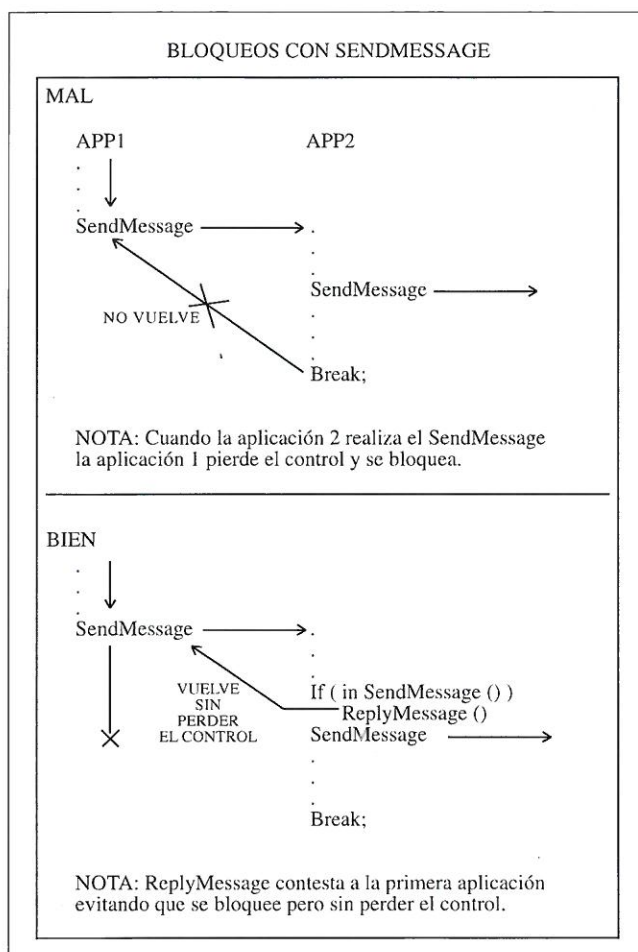 BLOQUEOS CON SENDMESSAGE
MAL
APP1 APP2
SendMessage
SendMessage
NO VUELVE
Break;
NOTA: Cuando la aplicación 2 realiza el SendMessage
la aplicación 1 pierde el control y se bloquea.
BIEN
SendMessage
VUELVE
SIN
PERDER
EL CONTROL
If ( in SendMessage () )
ReplyMessage ()
SendMessage
Break;
NOTA: ReplyMessage contesta a la primera aplicación
evitando que se bloquee pero sin perder el control.